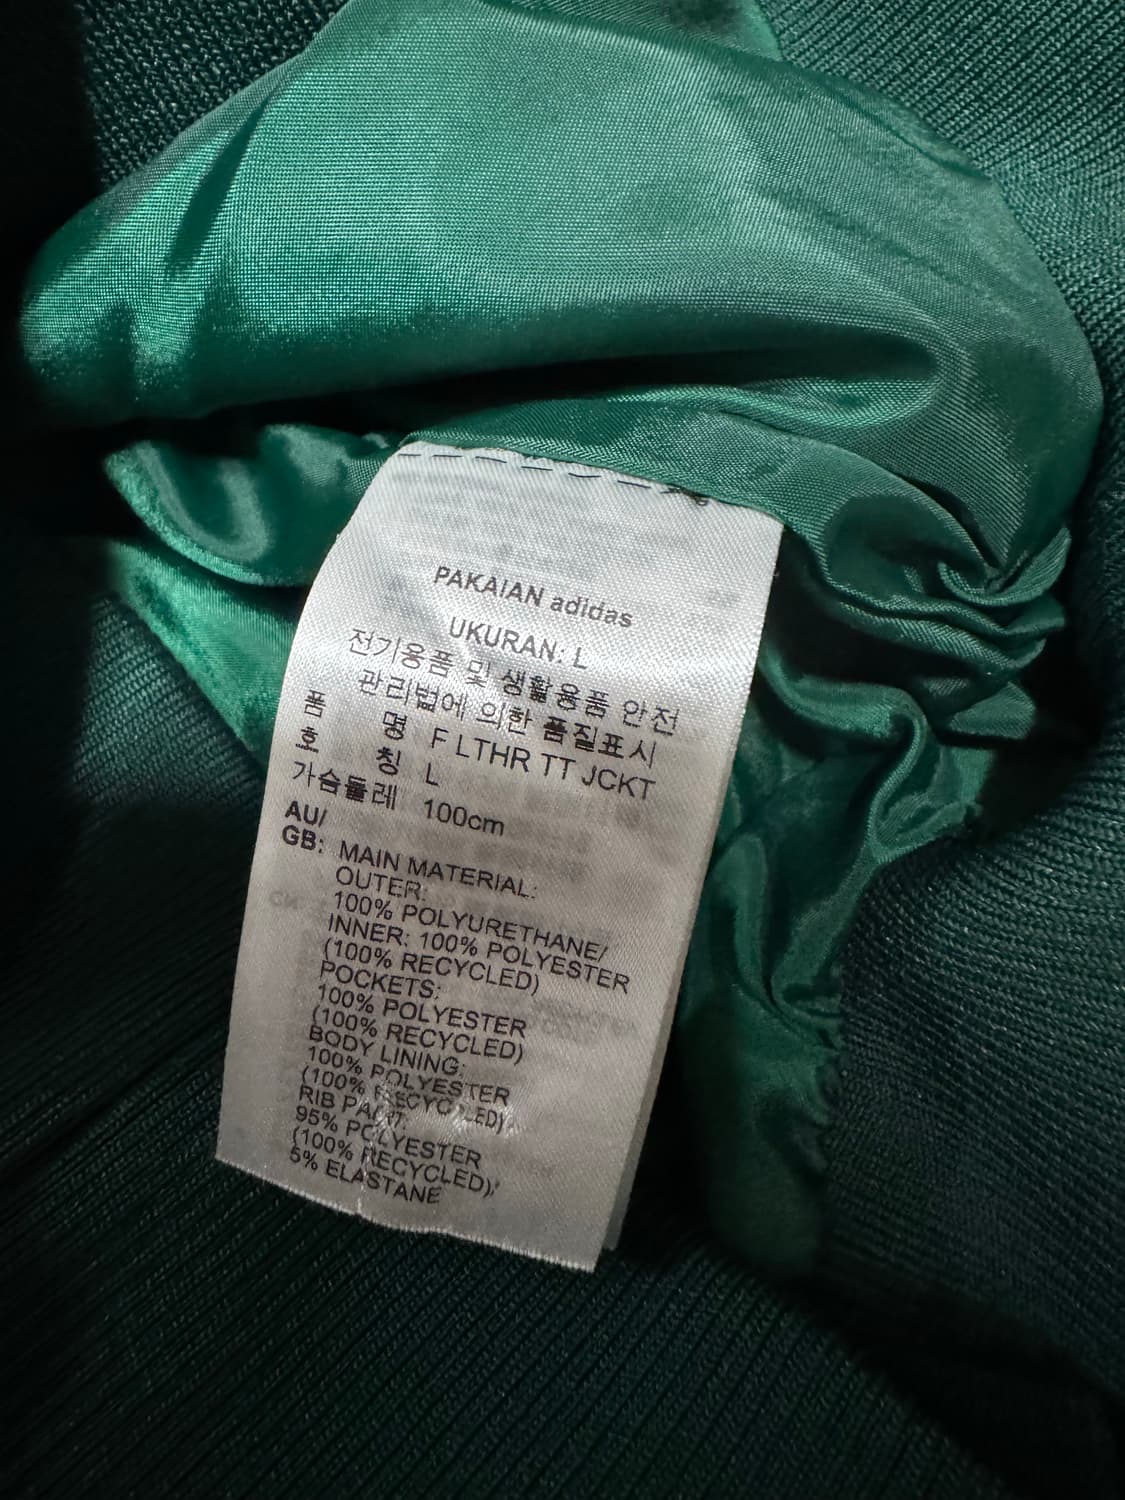 PAKAIAN adidas
UKURAN: L
전기용품 및 생활용품 안전
관리법에 의한 품질표시
품 명 F LTHR TT JCKT
호 칭 L
가슴둘레 100cm
AU/
GB: MAIN MATERIAL:
OUTER:
100% POLYURETHANE/
INNER: 100% POLYESTER
(100% RECYCLED)
POCKETS:
100% POLYESTER
(100% RECYCLED)
BODY LINING:
100% POLYESTER
(100% RECYCLED)
RIB PART:
95% POLYESTER
(100% RECYCLED),
5% ELASTANE